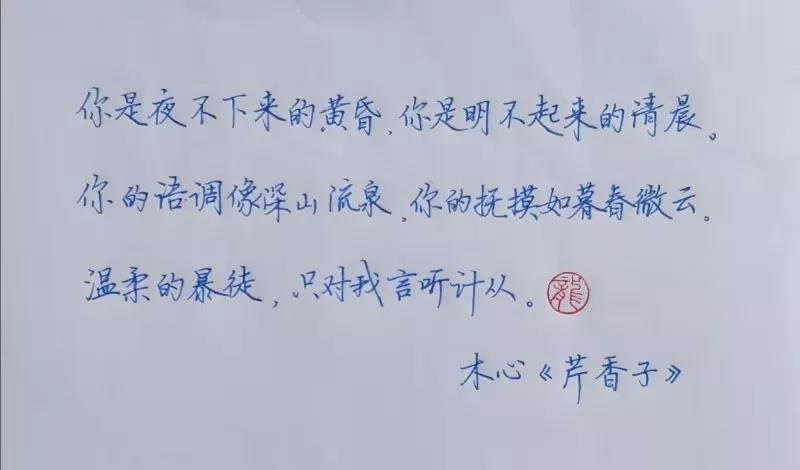 你是夜不下来的黄昏，你是明不起来的清晨。
你的语调像深山流泉，你的抚摸如暮春微云。
温柔的暴徒，只对我言听计从。龍
木心《芹香子》